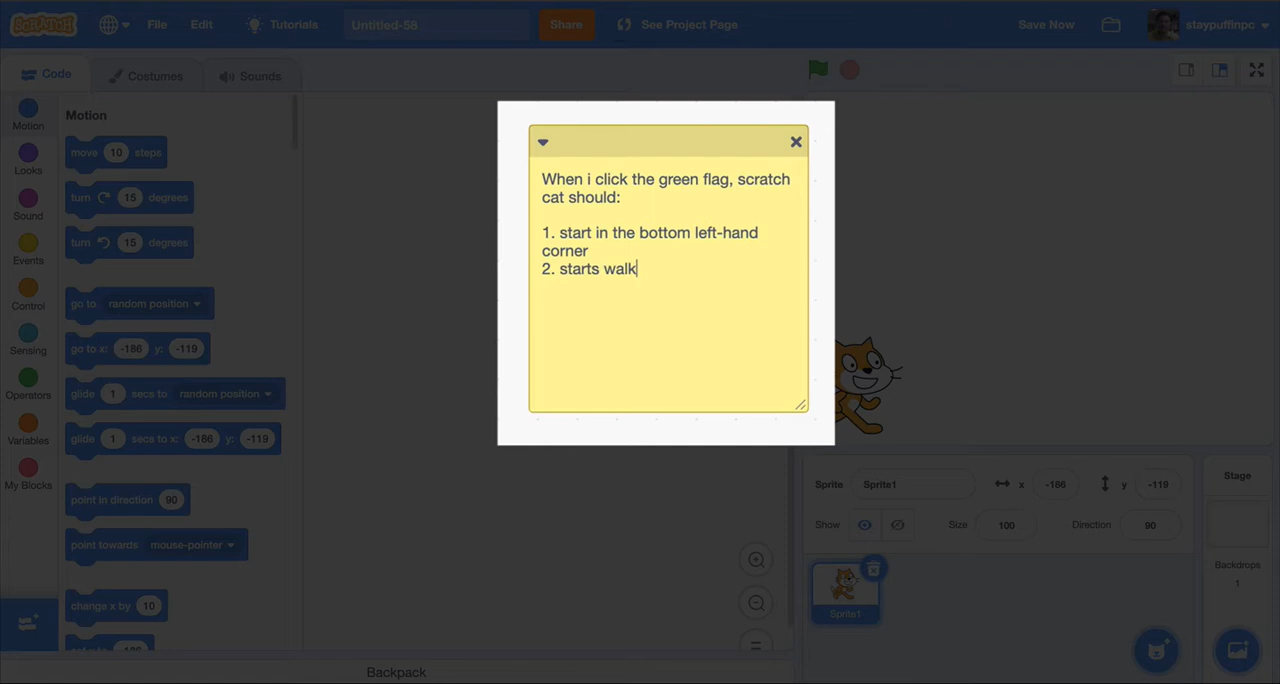 SCRATCH File Edit Tutorials Untitled-58 Share See Project Page Save Now staypuffinpc
Code Costumes Sounds
Motion
Looks
Sound
Events
Control
Sensing
Operators
Variables
My Blocks
Motion
move 10 steps
turn 15 degrees
turn 15 degrees
go to random position
go to x: -186 y: -119
glide 1 secs to random position
glide 1 secs to x: -186 y: -119
point in direction 90
point towards mouse-pointer
change x by 10
When i click the green flag, scratch
cat should:
1. start in the bottom left-hand
corner
2. starts walk
Sprite Sprite1 x -186 y -119
Show Size 100 Direction 90
Sprite1
Stage
Backdrops
1
Backpack